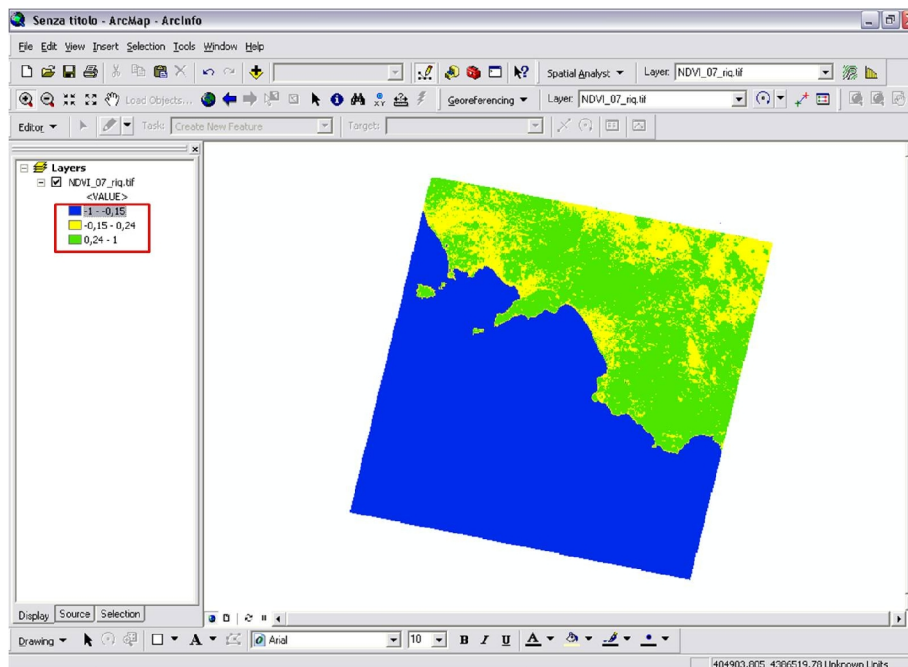 Senza titolo - ArcMap - ArcInfo
File Edit View Insert Selection Tools Window Help
Spatial Analyst Layer: NDVI_07_riq.tif
Load Objects... Georeferencing Layer: NDVI_07_riq.tif
Editor Task: Create New Feature Target:
Layers
NDVI_07_riq.tif
<VALUE>
-1 - -0,15
-0,15 - 0,24
0,24 - 1
Display Source Selection
Drawing Arial 10 B I U A
404903,805 4386519,78 Unknown Units